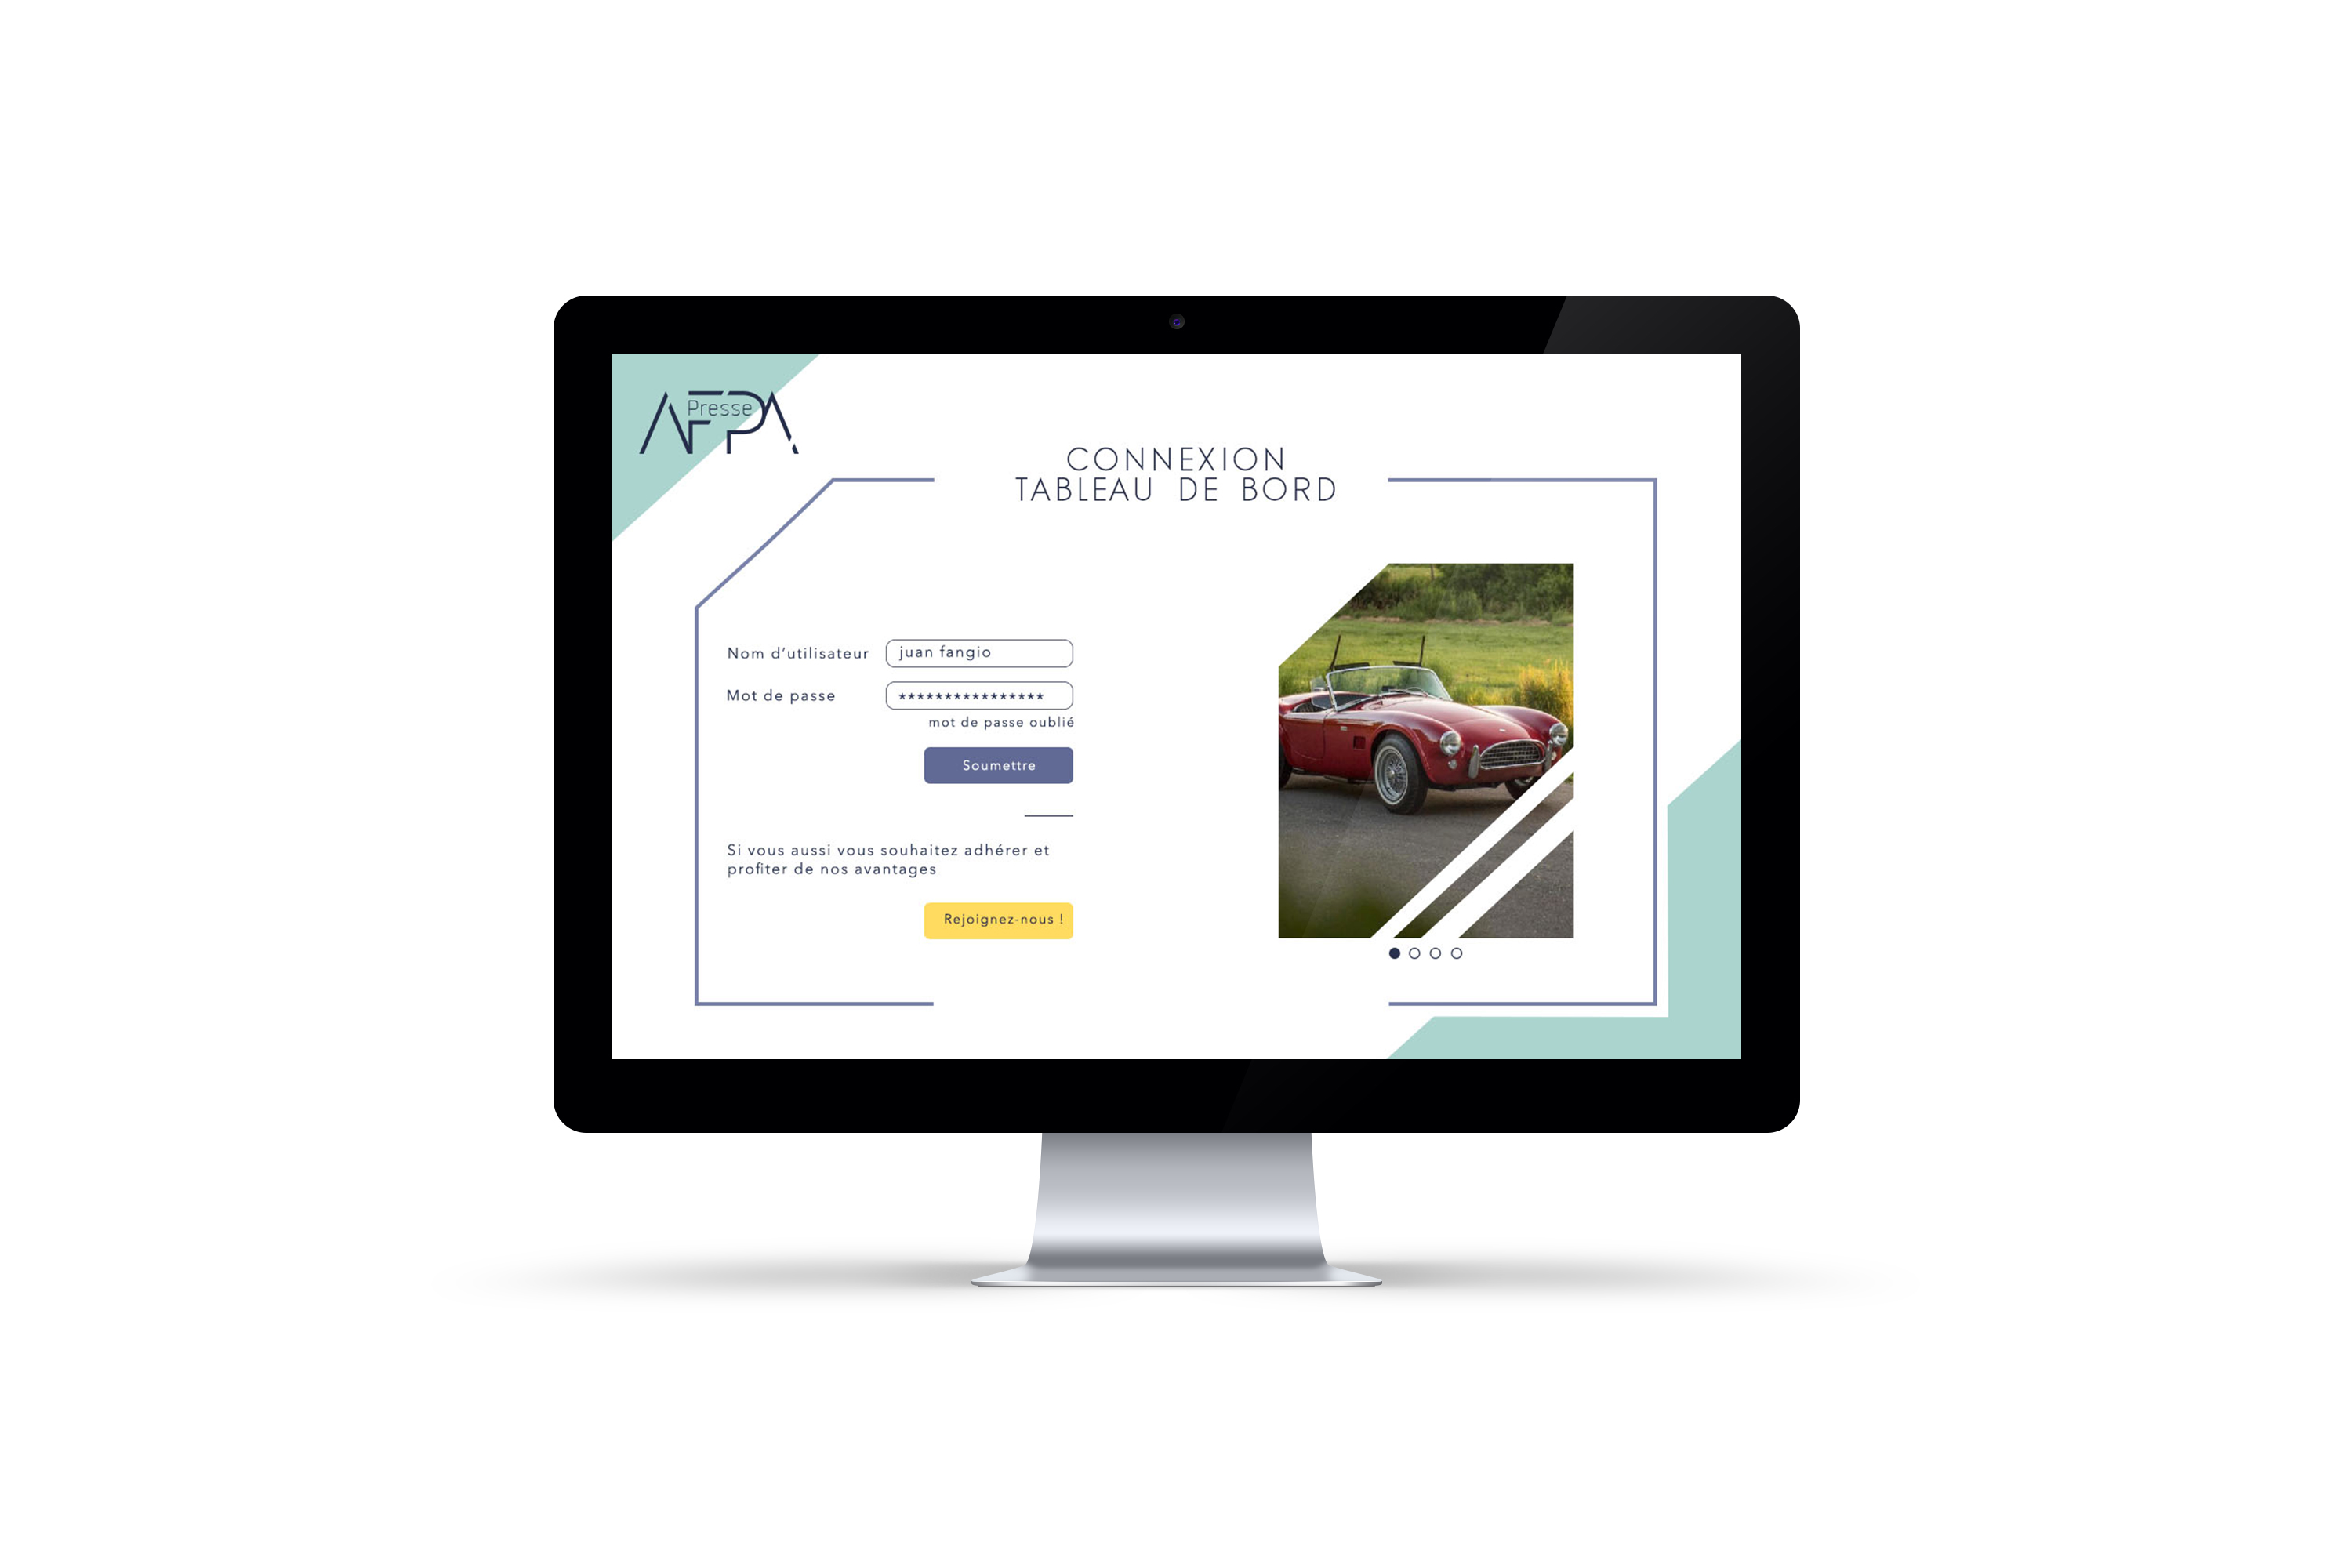 AFPA
Presse
CONNEXION
TABLEAU DE BORD
Nom d'utilisateur juan fangio
Mot de passe ****************
mot de passe oublié
Soumettre
Si vous aussi vous souhaitez adhérer et
profiter de nos avantages
Rejoignez-nous !